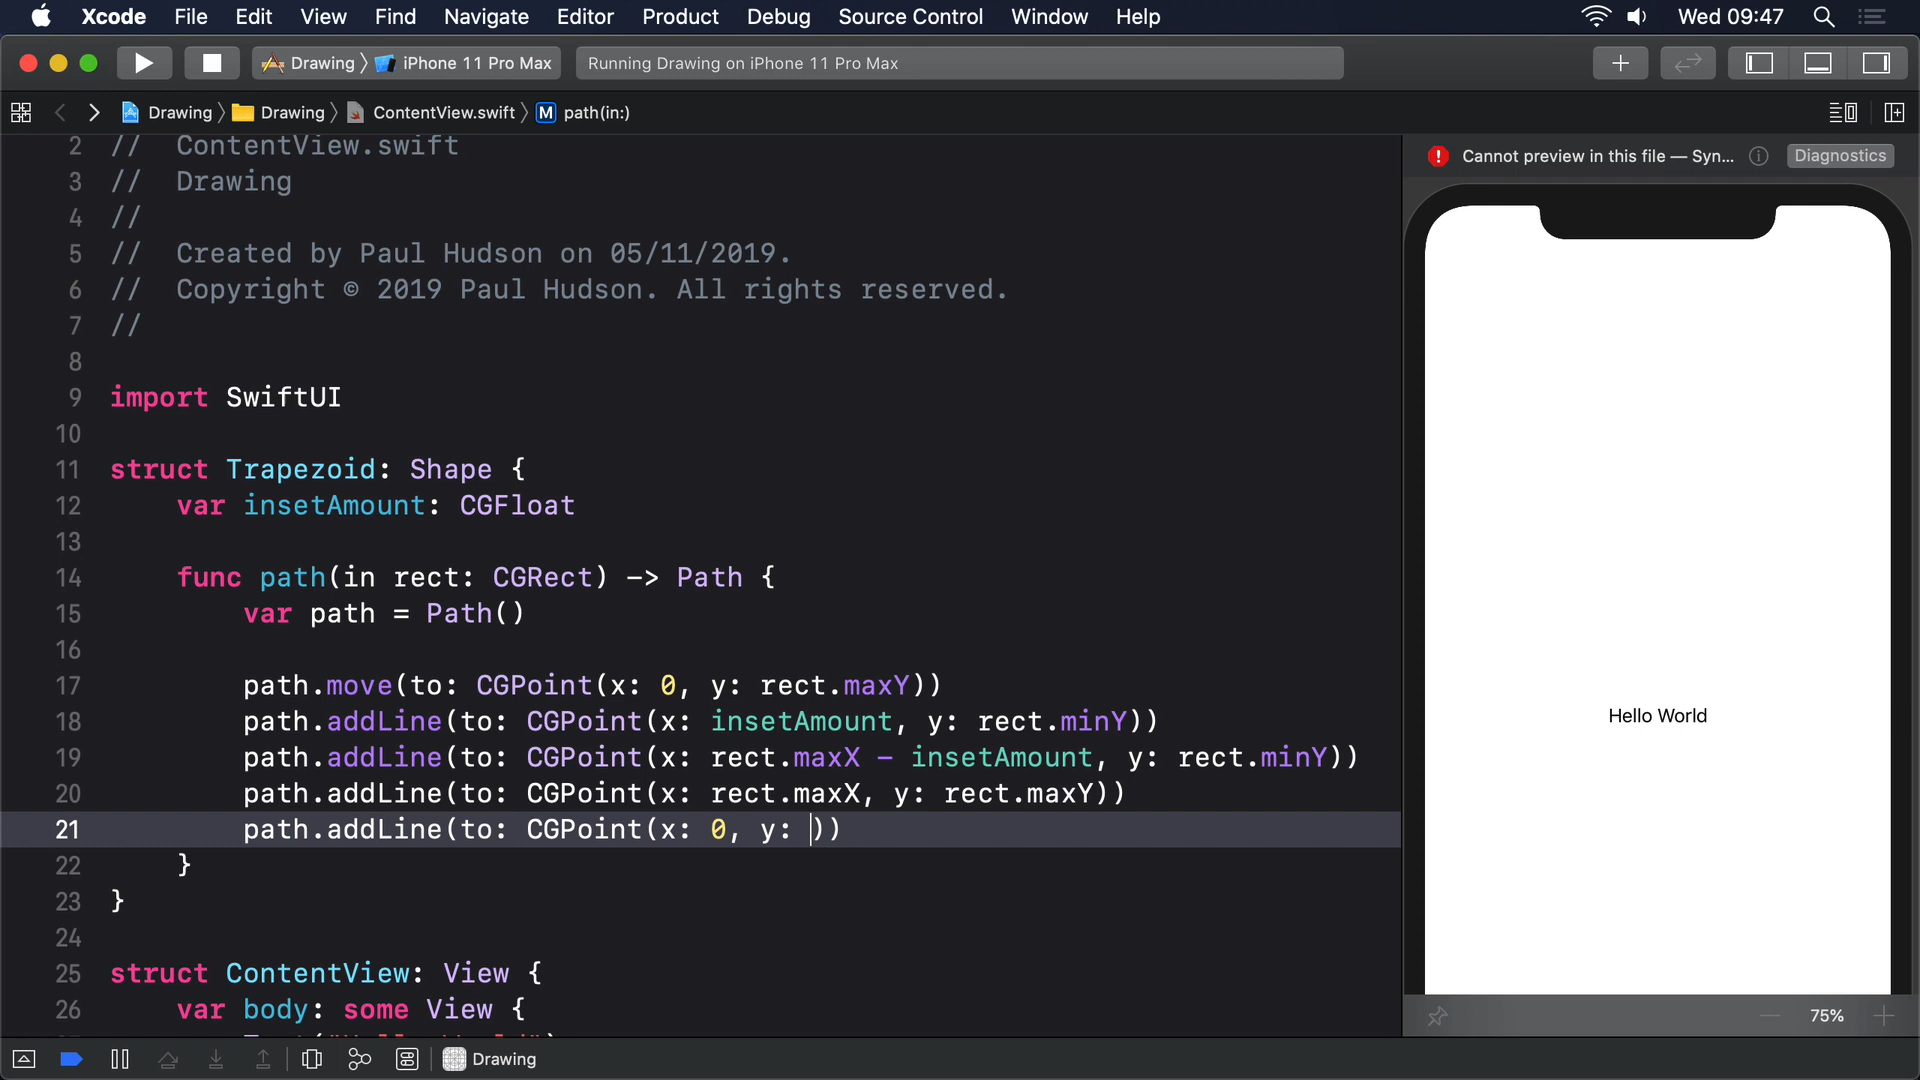 Xcode File Edit View Find Navigate Editor Product Debug Source Control Window Help Wed 09:47
Drawing 〉 iPhone 11 Pro Max Running Drawing on iPhone 11 Pro Max
Drawing 〉 Drawing 〉 ContentView.swift 〉 M path(in:)
Cannot preview in this file — Syn... Diagnostics
2 // ContentView.swift
3 // Drawing
4 //
5 // Created by Paul Hudson on 05/11/2019.
6 // Copyright © 2019 Paul Hudson. All rights reserved.
7 //
8
9 import SwiftUI
10
11 struct Trapezoid: Shape {
12 var insetAmount: CGFloat
13
14 func path(in rect: CGRect) -> Path {
15 var path = Path()
16
17 path.move(to: CGPoint(x: 0, y: rect.maxY))
18 path.addLine(to: CGPoint(x: insetAmount, y: rect.minY))
19 path.addLine(to: CGPoint(x: rect.maxX - insetAmount, y: rect.minY))
20 path.addLine(to: CGPoint(x: rect.maxX, y: rect.maxY))
21 path.addLine(to: CGPoint(x: 0, y: ))
22 }
23 }
24
25 struct ContentView: View {
26 var body: some View {
Hello World
75%
Drawing